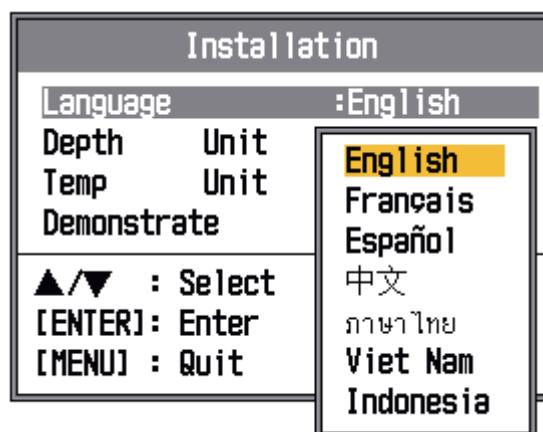 Installation
Language :English
Depth Unit
Temp Unit
Demonstrate
▲/▼ : Select
[ENTER]: Enter
[MENU] : Quit
English
Français
Español
中文
ภาษาไทย
Viet Nam
Indonesia